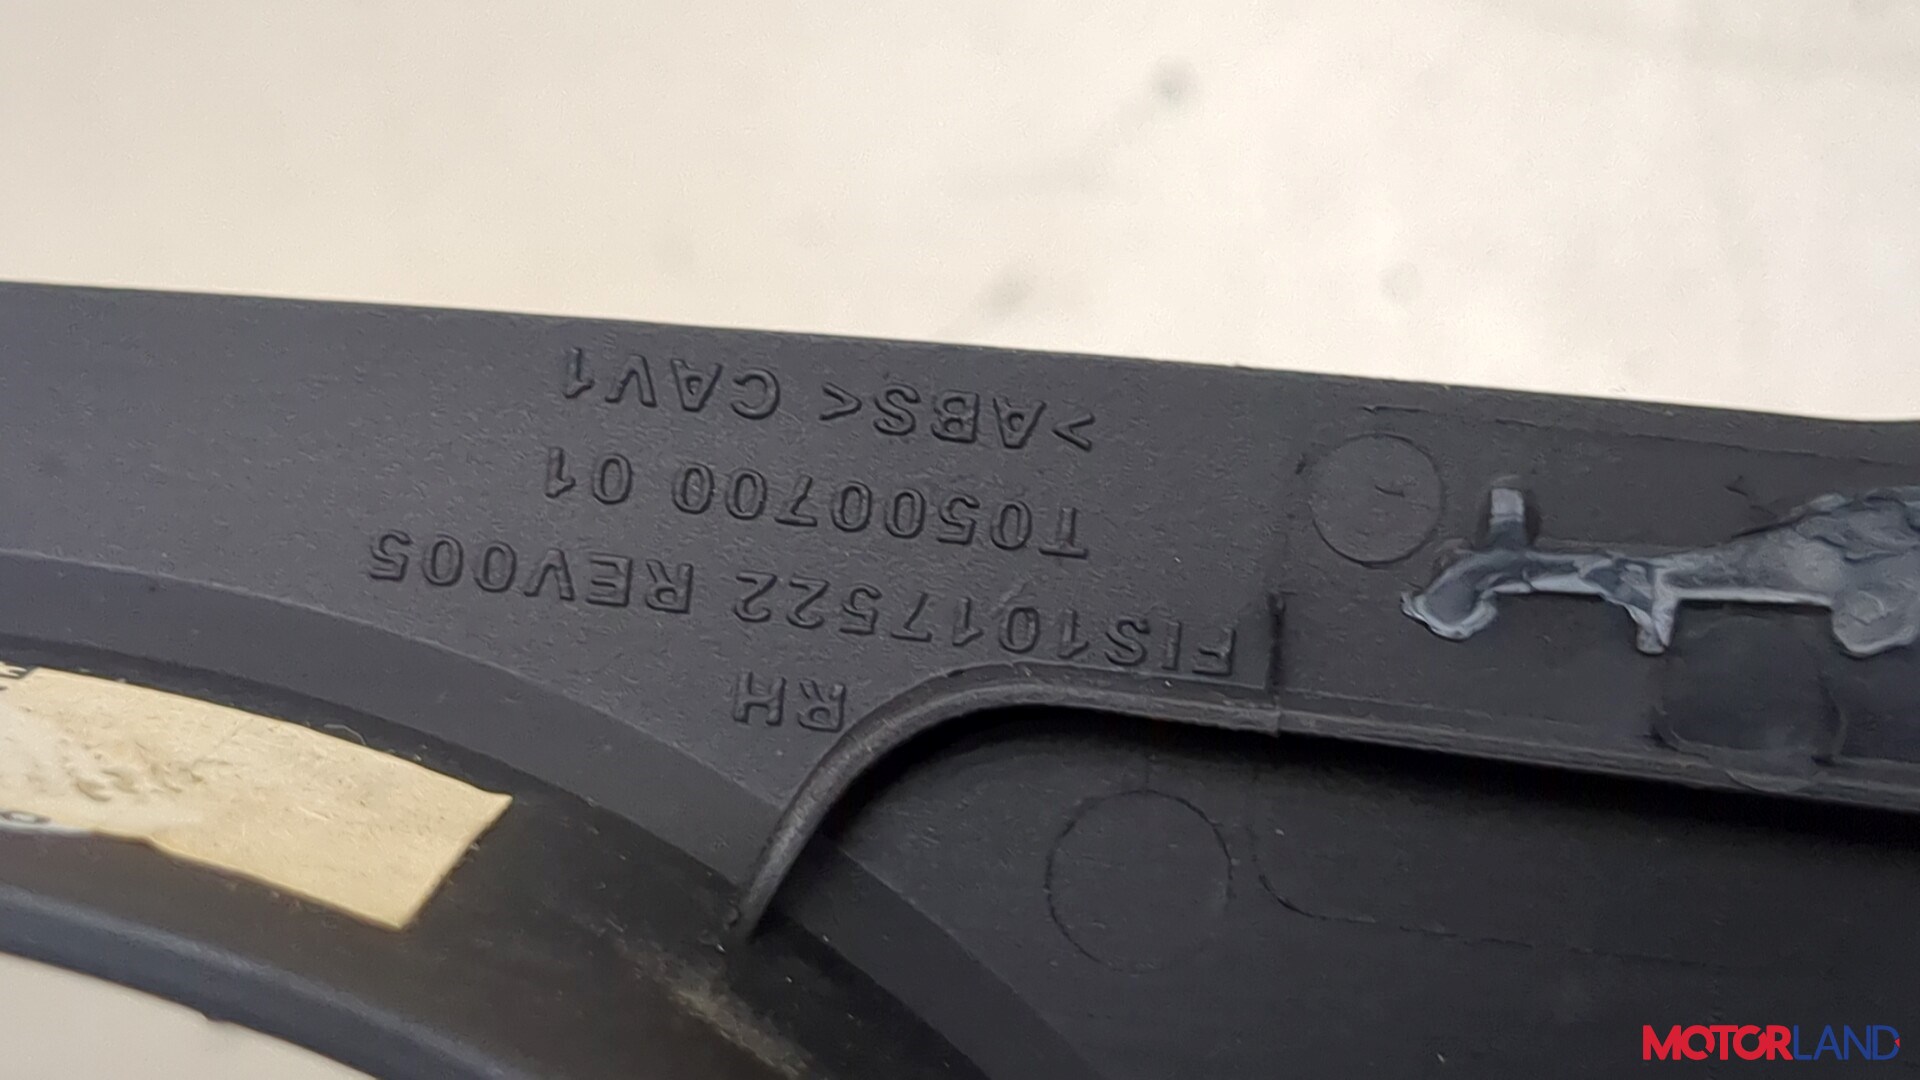 RH
FIS1017522 REV005
T0500700 01
>ABS< CAV1
MOTORLAND